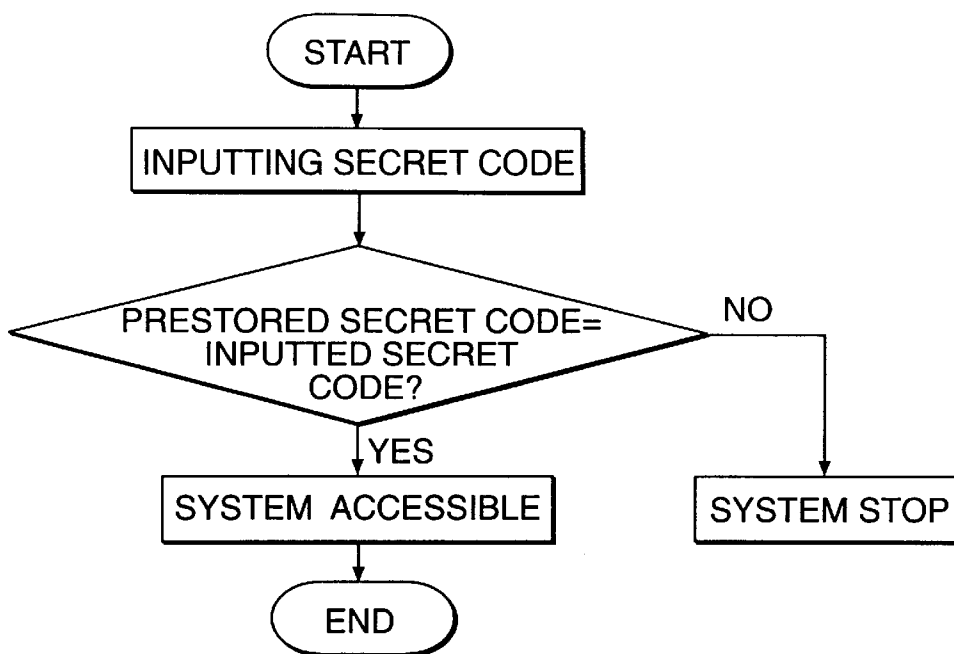 START
INPUTTING SECRET CODE
PRESTORED SECRET CODE=
INPUTTED SECRET
CODE?
NO
YES
SYSTEM ACCESSIBLE
SYSTEM STOP
END